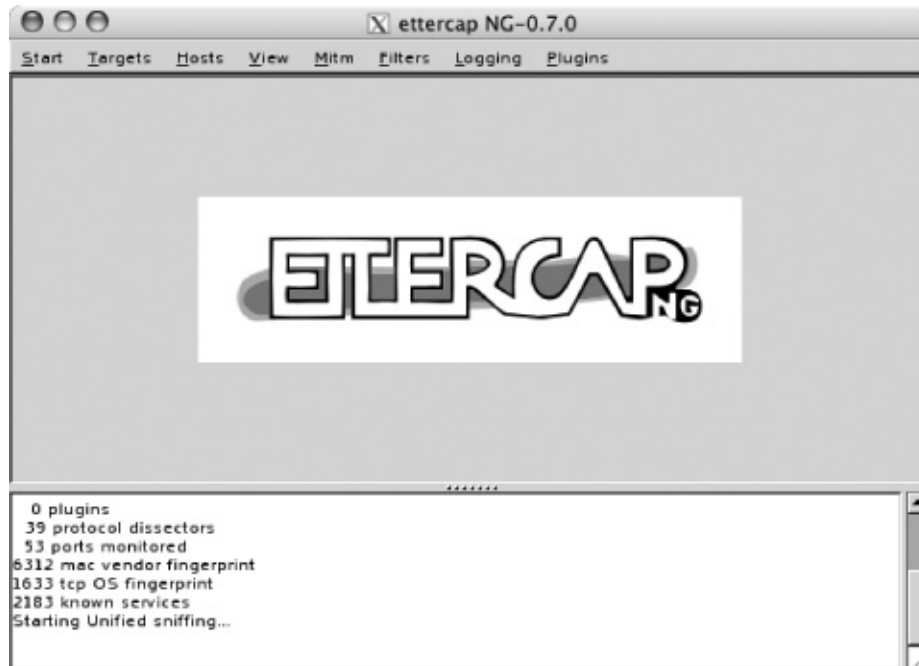 ettercap NG-0.7.0
Start Targets Hosts View Mitm Filters Logging Plugins
ETTERCAP
NG
0 plugins
39 protocol dissectors
53 ports monitored
6312 mac vendor fingerprint
1633 tcp OS fingerprint
2183 known services
Starting Unified sniffing...